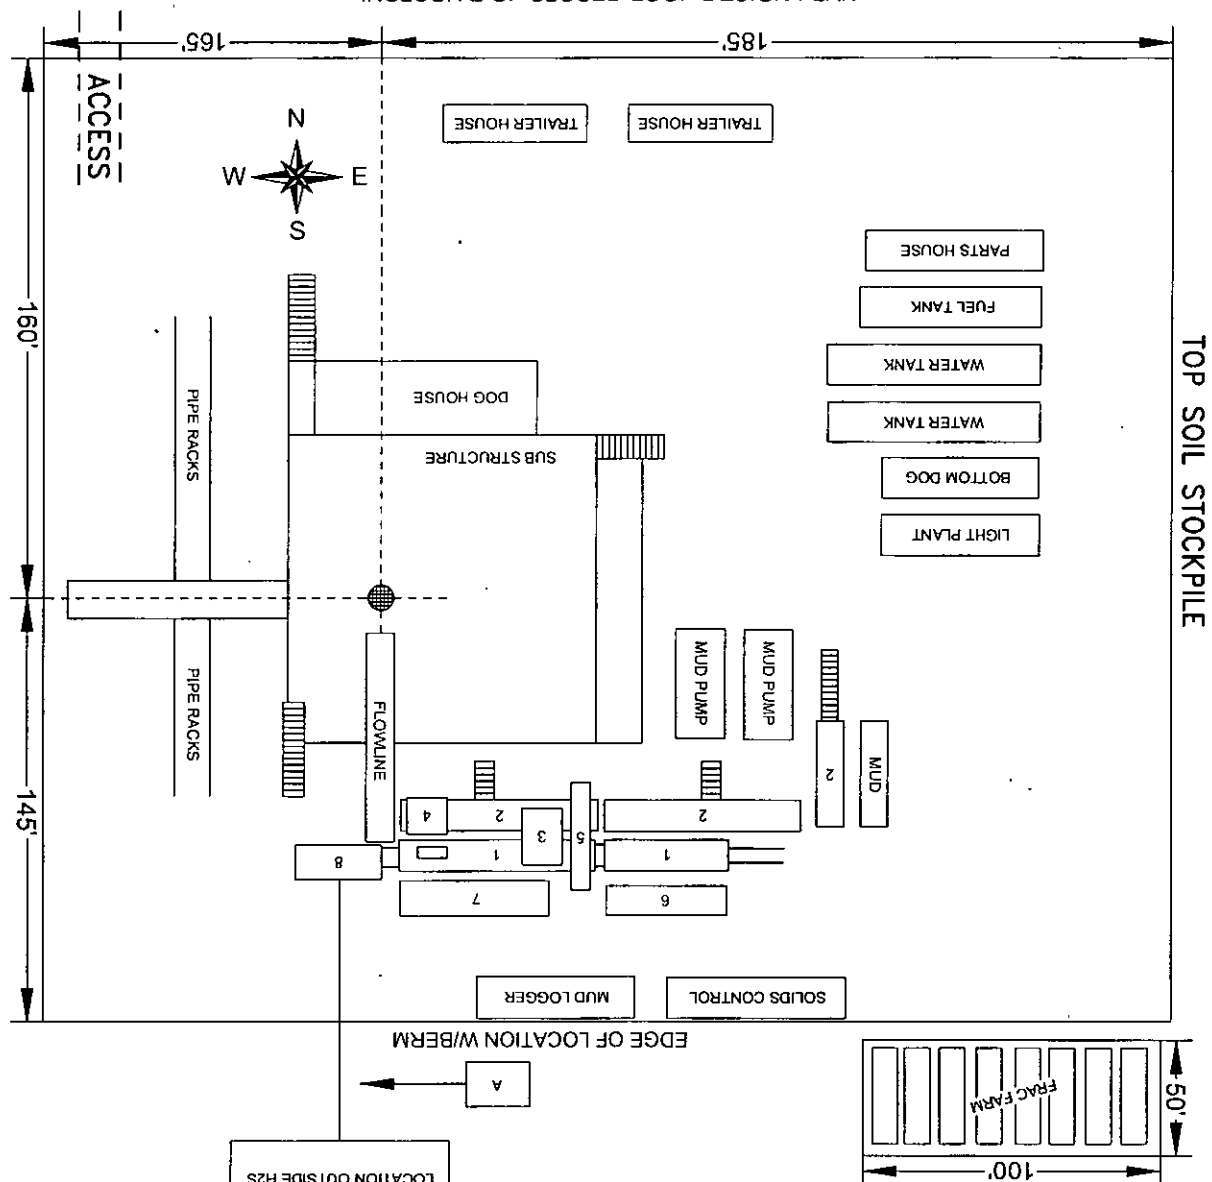 165'
185'
ACCESS
N
W
E
S
TRAILER HOUSE
TRAILER HOUSE
PARTS HOUSE
FUEL TANK
WATER TANK
WATER TANK
BOTTOM DOG
LIGHT PLANT
TOP SOIL STOCKPILE
160'
PIPE RACKS
DOG HOUSE
SUB STRUCTURE
PIPE RACKS
145'
FLOWLINE
MUD PUMP
MUD PUMP
2
MUD
4
2
3
5
2
8
1
1
7
6
MUD LOGGER
SOLIDS CONTROL
EDGE OF LOCATION W/BERM
A
FRAC FARM
50'
100'
LOCATION OUTSIDE H2S